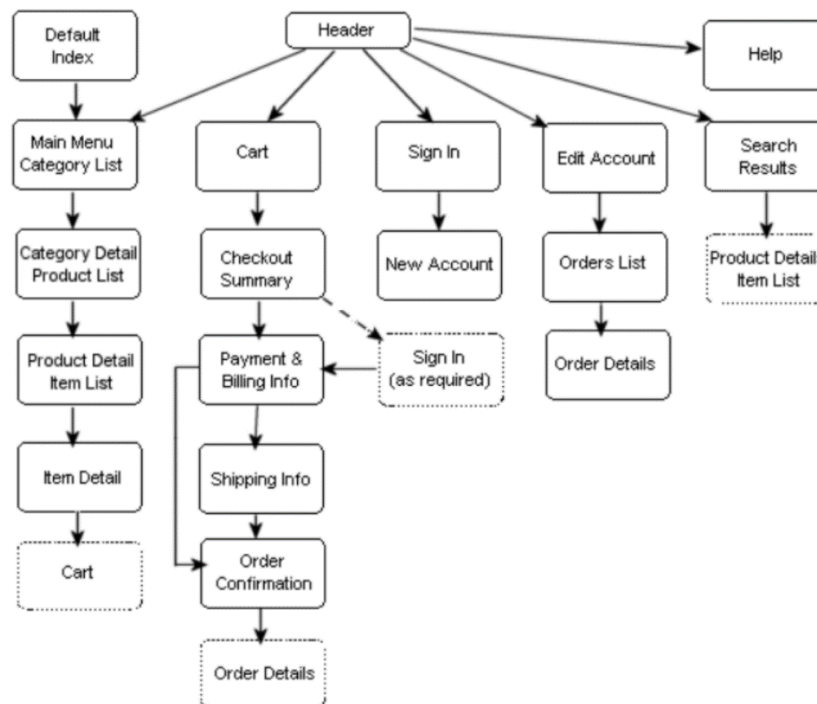 Default
Index
Header
Help
Main Menu
Category List
Cart
Sign In
Edit Account
Search
Results
Category Detail
Product List
Checkout
Summary
New Account
Orders List
Product Details
Item List
Product Detail
Item List
Payment &
Billing Info
Sign In
(as required)
Order Details
Item Detail
Shipping Info
Cart
Order
Confirmation
Order Details